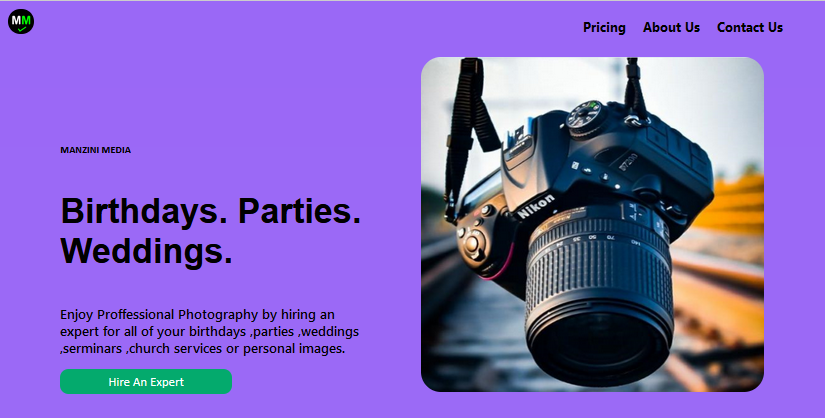 MM
Pricing About Us Contact Us
MANZINI MEDIA
Birthdays. Parties.
Weddings.
Enjoy Proffessional Photography by hiring an
expert for all of your birthdays ,parties ,weddings
,serminars ,church services or personal images.
Hire An Expert
D7200
Nikon